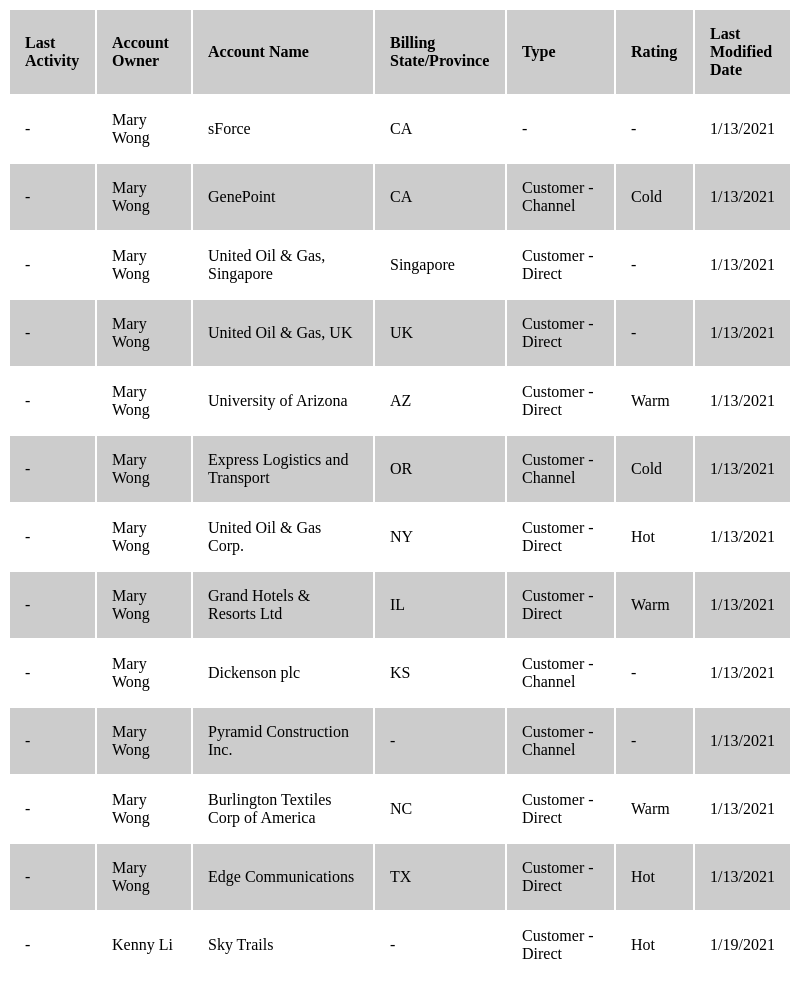 Last Activity Account Owner Account Name Billing State/Province Type Rating Last Modified Date
- Mary Wong sForce CA - - 1/13/2021
- Mary Wong GenePoint CA Customer - Channel Cold 1/13/2021
- Mary Wong United Oil & Gas, Singapore Singapore Customer - Direct - 1/13/2021
- Mary Wong United Oil & Gas, UK UK Customer - Direct - 1/13/2021
- Mary Wong University of Arizona AZ Customer - Direct Warm 1/13/2021
- Mary Wong Express Logistics and Transport OR Customer - Channel Cold 1/13/2021
- Mary Wong United Oil & Gas Corp. NY Customer - Direct Hot 1/13/2021
- Mary Wong Grand Hotels & Resorts Ltd IL Customer - Direct Warm 1/13/2021
- Mary Wong Dickenson plc KS Customer - Channel - 1/13/2021
- Mary Wong Pyramid Construction Inc. - Customer - Channel - 1/13/2021
- Mary Wong Burlington Textiles Corp of America NC Customer - Direct Warm 1/13/2021
- Mary Wong Edge Communications TX Customer - Direct Hot 1/13/2021
- Kenny Li Sky Trails - Customer - Direct Hot 1/19/2021